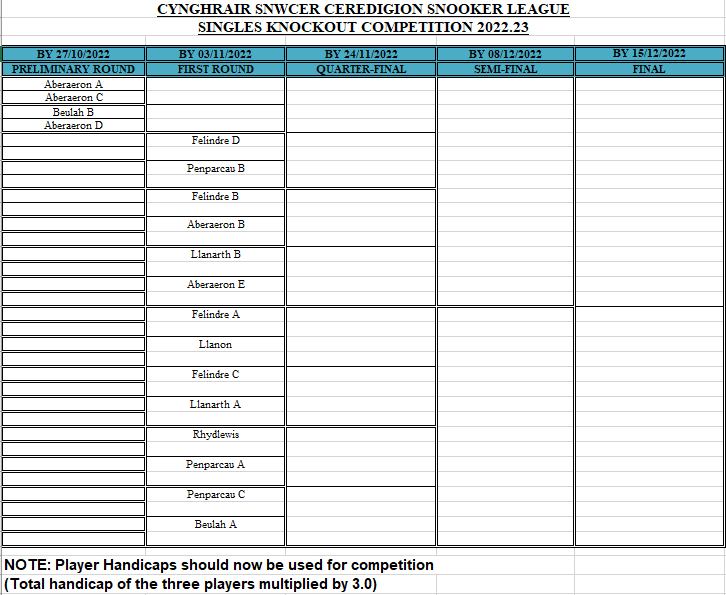 CYNGHRAIR SNWCER CEREDIGION SNOOKER LEAGUE
SINGLES KNOCKOUT COMPETITION 2022.23
BY 27/10/2022 BY 03/11/2022 BY 24/11/2022 BY 08/12/2022 BY 15/12/2022
PRELIMINARY ROUND FIRST ROUND QUARTER-FINAL SEMI-FINAL FINAL
Aberaeron A
Aberaeron C
Beulah B
Aberaeron D
Felindre D
Penparcau B
Felindre B
Aberaeron B
Llanarth B
Aberaeron E
Felindre A
Llanon
Felindre C
Llanarth A
Rhydlewis
Penparcau A
Penparcau C
Beulah A
NOTE: Player Handicaps should now be used for competition
(Total handicap of the three players multiplied by 3.0)